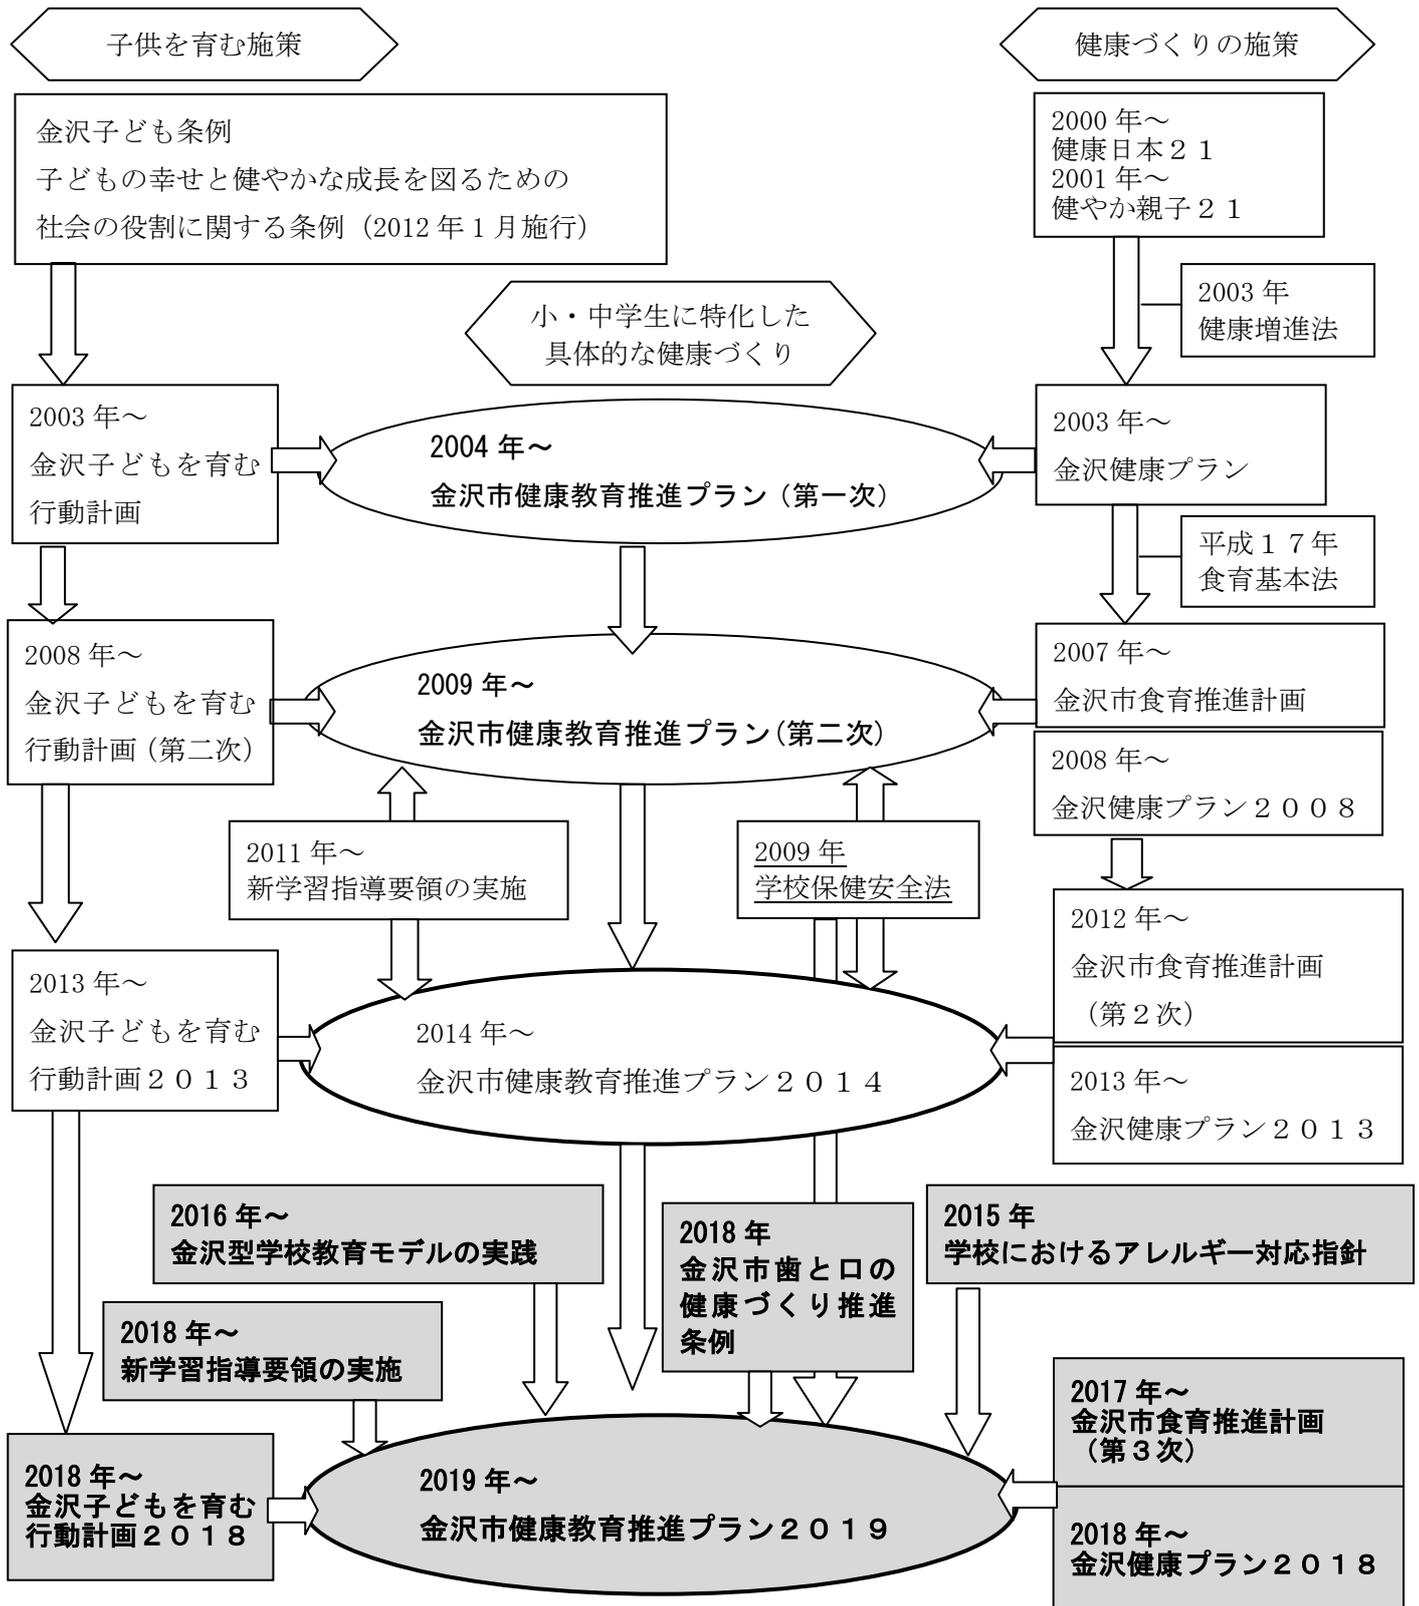 子供を育む施策
健康づくりの施策
金沢子ども条例
子どもの幸せと健やかな成長を図るための
社会の役割に関する条例（2012 年 1 月施行）
2000 年～
健康日本２１
2001 年～
健やか親子２１
2003 年
健康増進法
小・中学生に特化した
具体的な健康づくり
2003 年～
金沢子どもを育む
行動計画
2004 年～
金沢市健康教育推進プラン（第一次）
2003 年～
金沢健康プラン
平成１７年
食育基本法
2008 年～
金沢子どもを育む
行動計画（第二次）
2009 年～
金沢市健康教育推進プラン（第二次）
2007 年～
金沢市食育推進計画
2008 年～
金沢健康プラン２００８
2011 年～
新学習指導要領の実施
2009 年
学校保健安全法
2012 年～
金沢市食育推進計画
（第２次）
2013 年～
金沢子どもを育む
行動計画２０１３
2014 年～
金沢市健康教育推進プラン２０１４
2013 年～
金沢健康プラン２０１３
2016 年～
金沢型学校教育モデルの実践
2018 年
金沢市歯と口の
健康づくり推進
条例
2015 年
学校におけるアレルギー対応指針
2018 年～
新学習指導要領の実施
2017 年～
金沢市食育推進計画
（第３次）
2018 年～
金沢子どもを育む
行動計画２０１８
2019 年～
金沢市健康教育推進プラン２０１９
2018 年～
金沢健康プラン２０１８